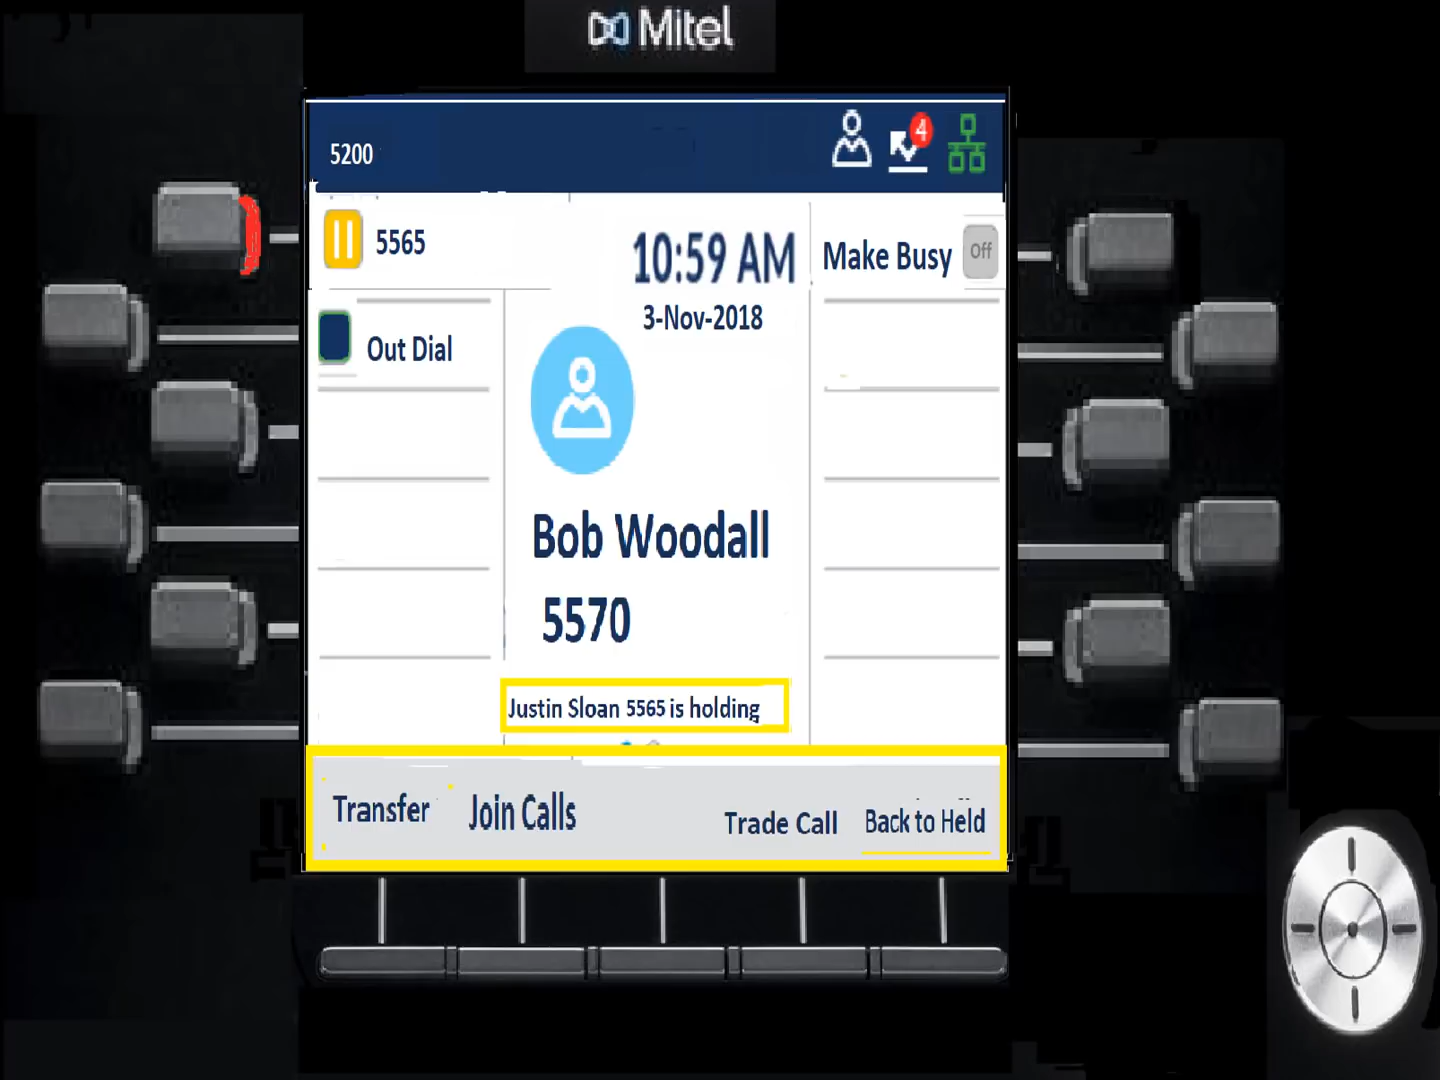 Mitel
5200
4
5565
10:59 AM
Make Busy
Off
3-Nov-2018
Out Dial
Bob Woodall
5570
Justin Sloan 5565 is holding
Transfer
Join Calls
Trade Call
Back to Held